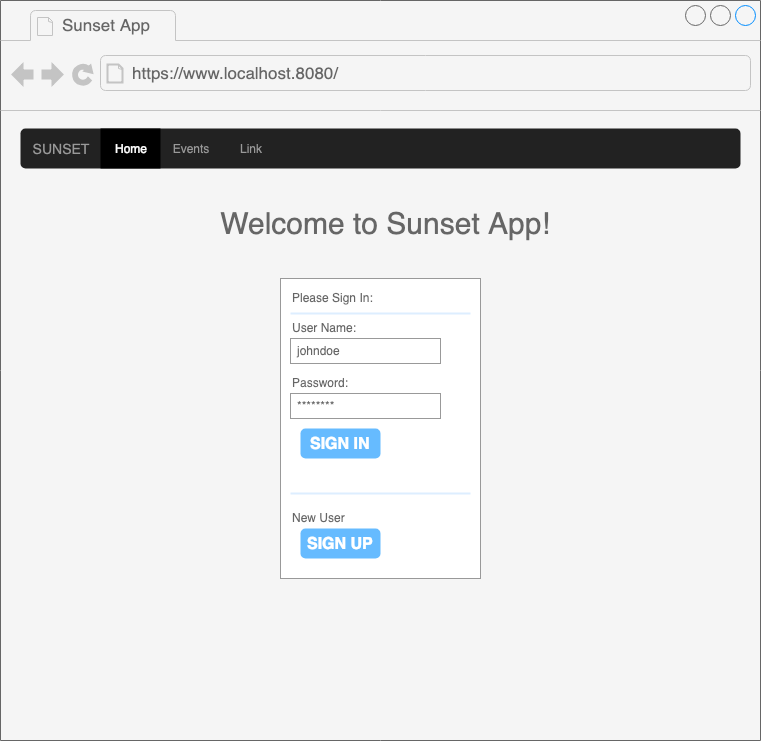 Sunset App
https://www.localhost.8080/
SUNSET Home Events Link
Welcome to Sunset App!
Please Sign In:
User Name:
johndoe
Password:
********
SIGN IN
New User
SIGN UP